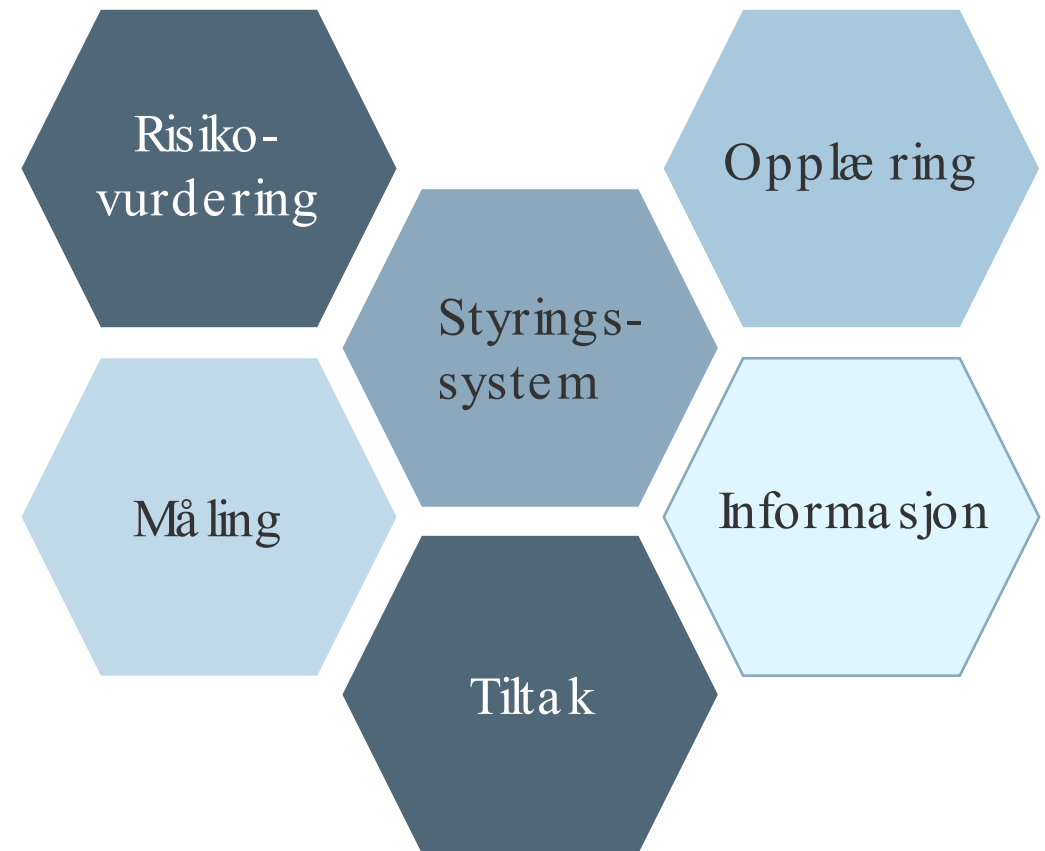 Risiko-
vurdering
Opplæring
Styrings-
system
Måling
Informasjon
Tiltak